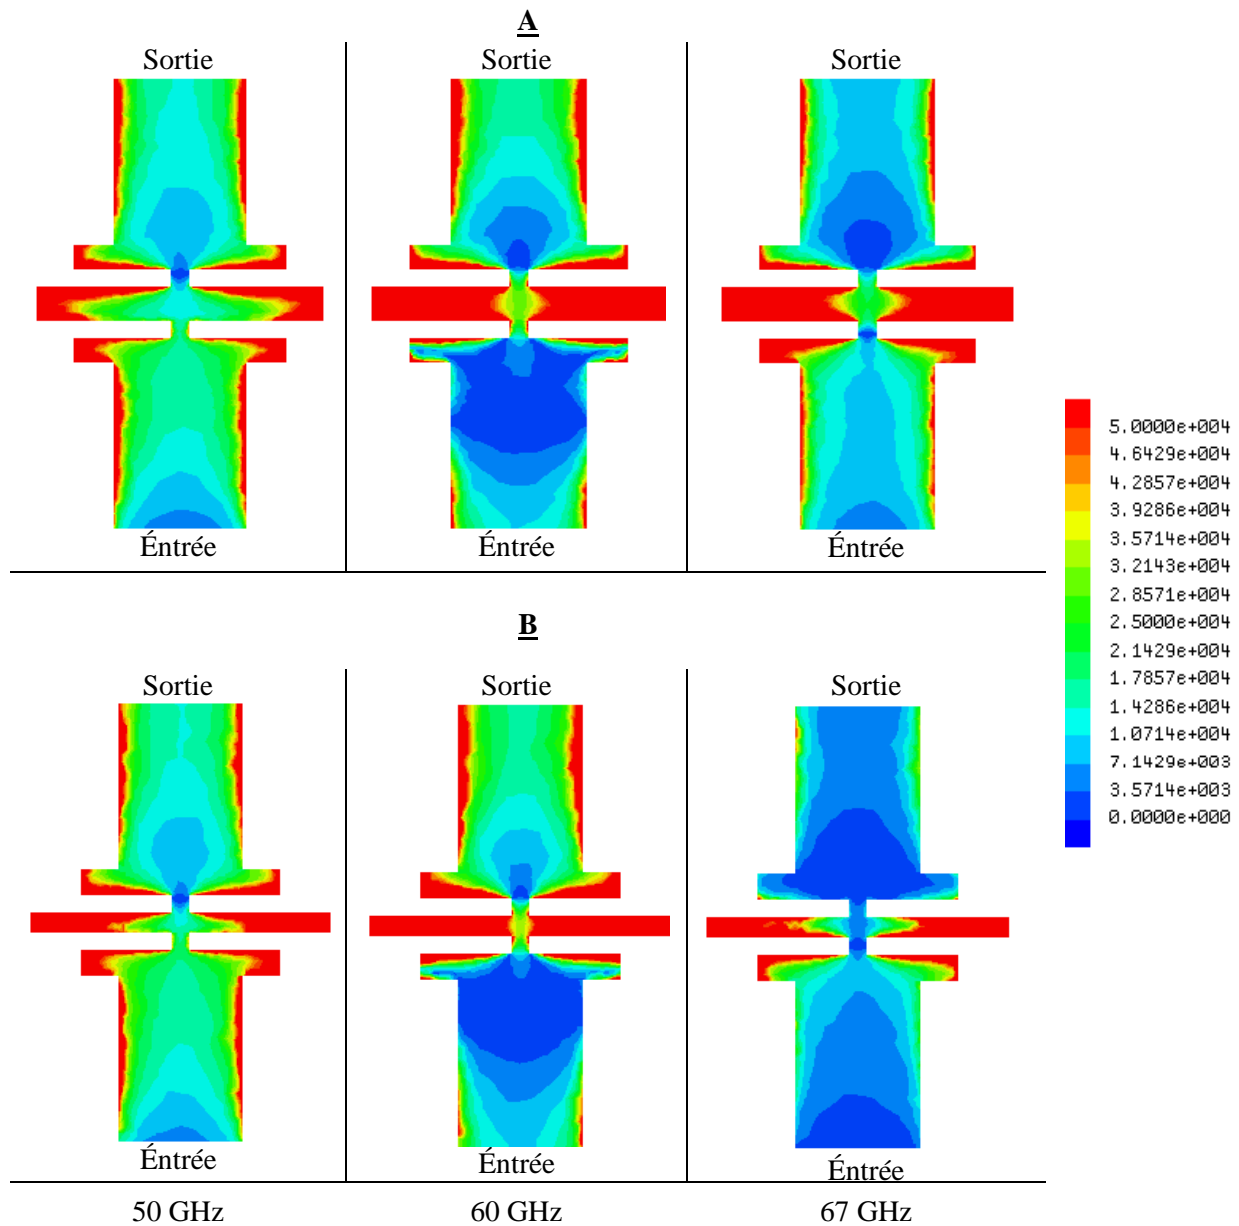 A
Sortie Sortie Sortie
Éntrée Éntrée Éntrée
5.0000e+004
4.6429e+004
4.2857e+004
3.9286e+004
3.5714e+004
3.2143e+004
2.8571e+004
2.5000e+004
2.1429e+004
1.7857e+004
1.4286e+004
1.0714e+004
7.1429e+003
3.5714e+003
0.0000e+000
B
Sortie Sortie Sortie
Éntrée Éntrée Éntrée
50 GHz 60 GHz 67 GHz